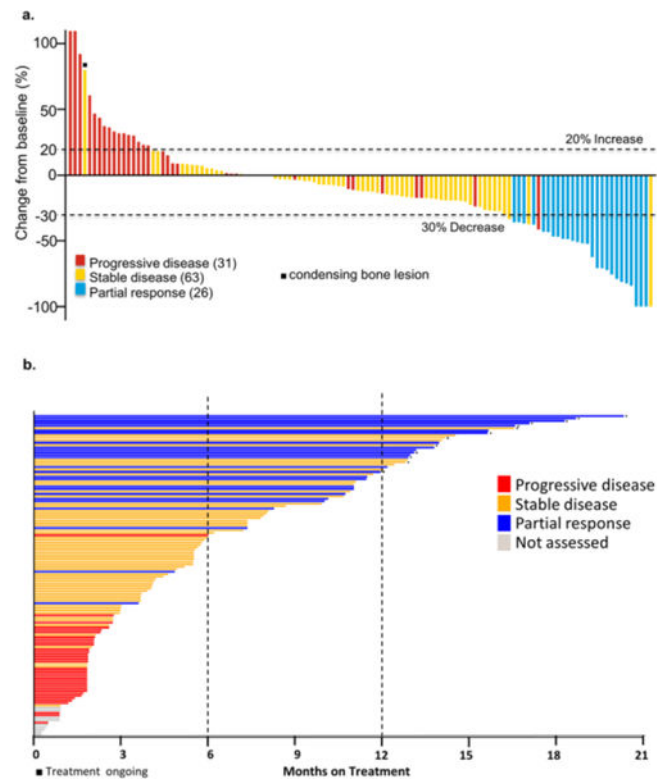 a.
100
50
20
0
-30
-50
-100
Change from baseline (%)
20% Increase
30% Decrease
Progressive disease (31)
Stable disease (63)
Partial response (26)
condensing bone lesion
b.
Progressive disease
Stable disease
Partial response
Not assessed
0 3 6 9 12 15 18 21
Treatment ongoing Months on Treatment